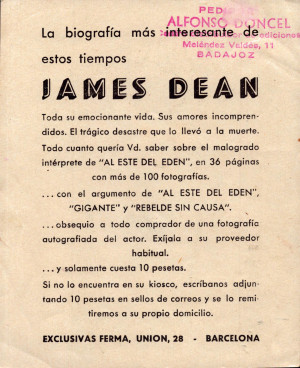 PEDI
ALFONSO DONCEL
ediciones
Meléndez Valdés, 11
BADAJOZ
La biografía más interesante de
estos tiempos
JAMES DEAN
Toda su emocionante vida. Sus amores incompren-
didos. El trágico desastre que lo llevó a la muerte.
Todo cuanto quería Vd. saber sobre el malogrado
intérprete de "AL ESTE DEL EDEN", en 36 páginas
con más de 100 fotografías.
...con el argumento de "AL ESTE DEL EDEN",
"GIGANTE" y "REBELDE SIN CAUSA".
...obsequio a todo comprador de una fotografía
autografiada del actor. Exíjala a su proveedor
habitual.
...y solamente cuesta 10 pesetas.
Si no lo encuentra en su kiosco, escríbanos adjun-
tando 10 pesetas en sellos de correos y se lo remi-
tiremos a su propio domicilio.
EXCLUSIVAS FERMA, UNION, 28 - BARCELONA